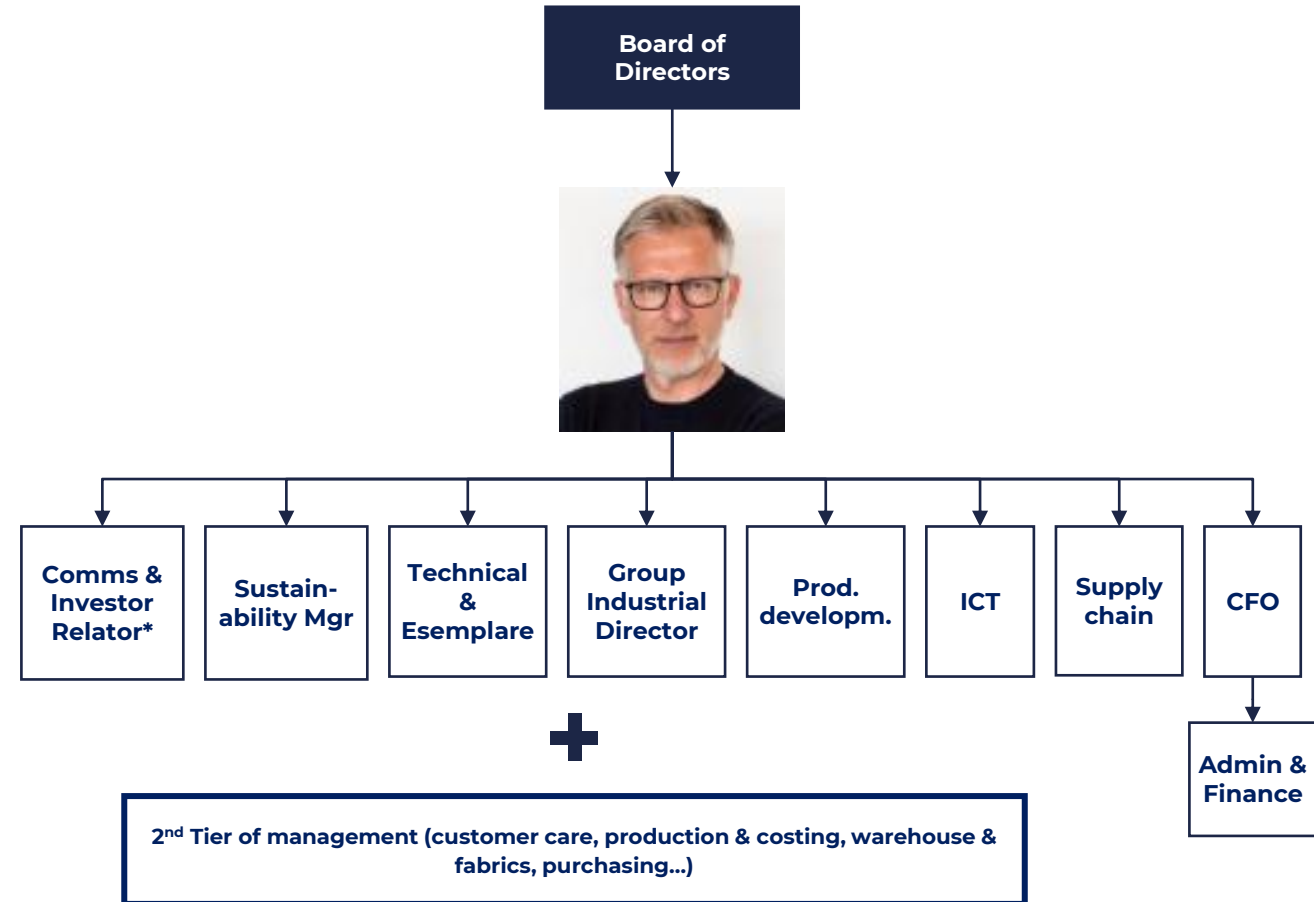 Board of
Directors
Comms &
Investor
Relator*
Sustain-
ability Mgr
Technical
&
Esemplare
Group
Industrial
Director
Prod.
developm.
ICT
Supply
chain
CFO
Admin &
Finance
2nd Tier of management (customer care, production & costing, warehouse &
fabrics, purchasing...)